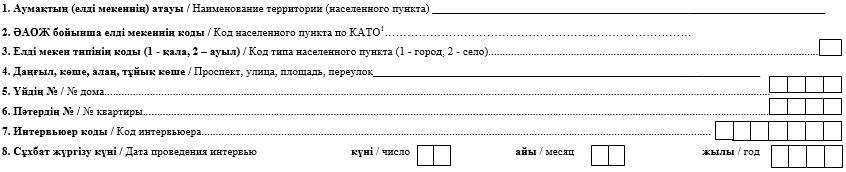 1. Аумақтың (елді мекеннің) атауы / Наименование территории (населенного пункта)
2. ӘАОЖ бойынша елді мекеннің коды / Код населенного пункта по КАТО¹
3. Елді мекен типінің коды (1 - қала, 2 – ауыл) / Код типа населенного пункта (1 - город, 2 - село)
4. Даңғыл, көше, алаң, тұйық көше / Проспект, улица, площадь, переулок
5. Үйдің № / № дома
6. Пәтердің № / № квартиры
7. Интервьюер коды / Код интервьюера
8. Сұхбат жүргізу күні / Дата проведения интервью күні / число айы / месяц жылы / год